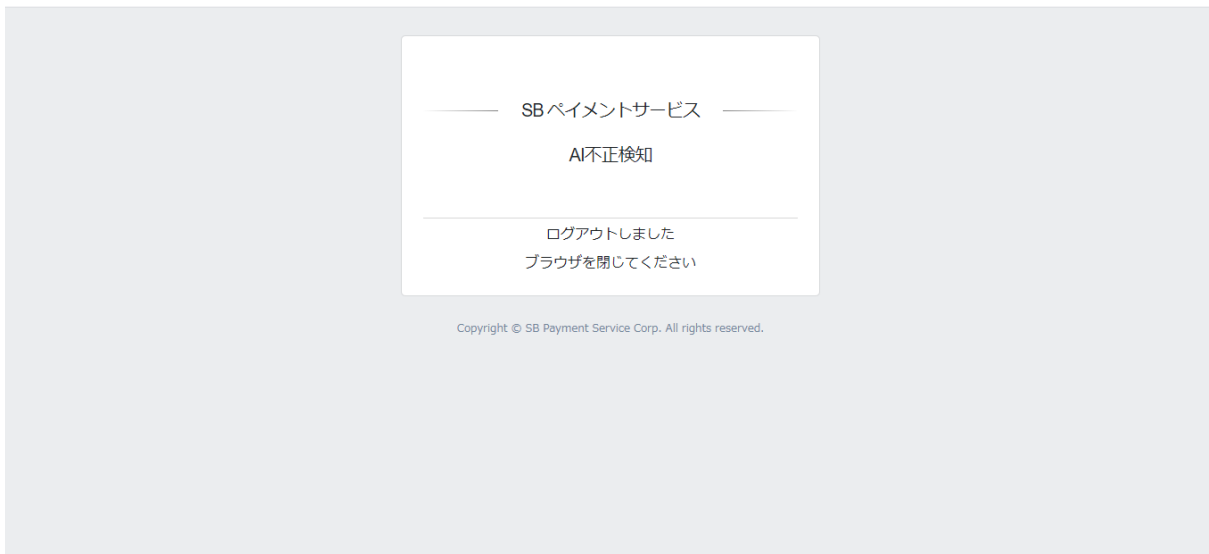 SB ペイメントサービス
AI不正検知
ログアウトしました
ブラウザを閉じてください
Copyright © SB Payment Service Corp. All rights reserved.